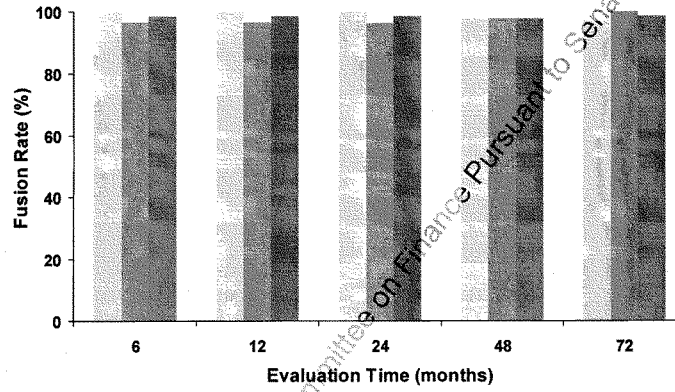 100
80
60
40
20
0
Fusion Rate (%)
6 12 24 48 72
Evaluation Time (months)
Committee on Finance Pursuant to Sena